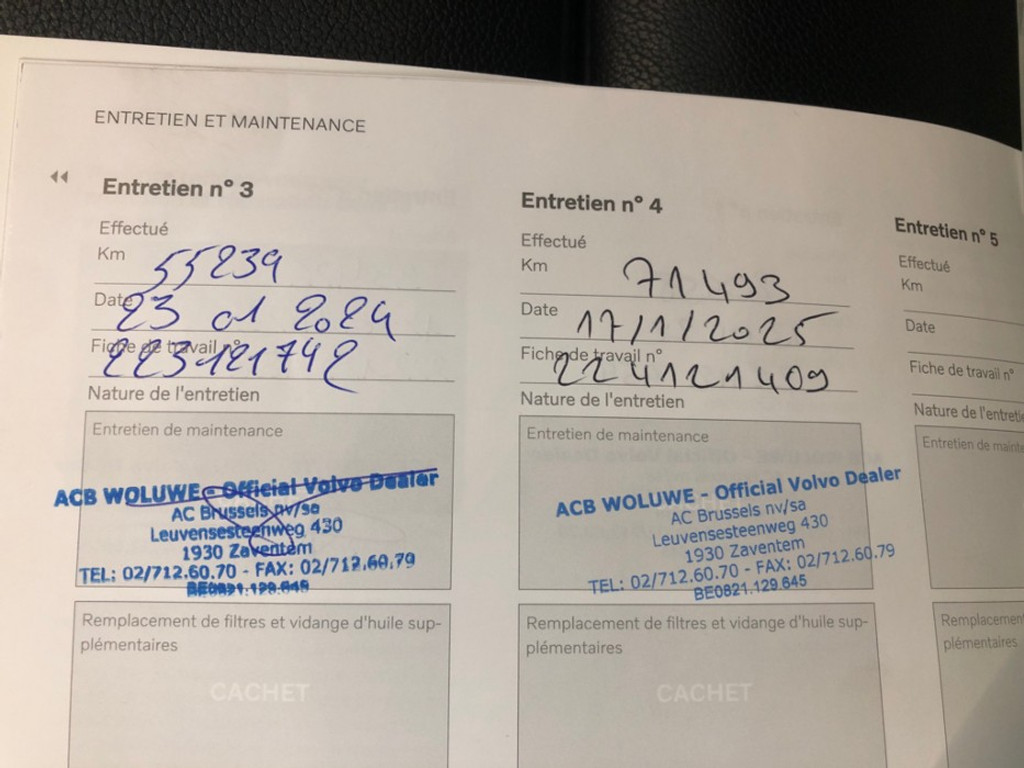 ENTRETIEN ET MAINTENANCE
Entretien n° 3
Effectué
Km 55239
Date 23 01 2024
Fiche de travail n° 223121742
Nature de l'entretien
Entretien de maintenance
ACB WOLUWE - Official Volvo Dealer
AC Brussels nv/sa
Leuvensesteenweg 430
1930 Zaventem
TEL: 02/712.60.70 - FAX: 02/712.60.79
BE0821.129.645
Remplacement de filtres et vidange d'huile sup-
plémentaires
CACHET
Entretien n° 4
Effectué
Km 71493
Date 17/1/2025
Fiche de travail n° 224121409
Nature de l'entretien
Entretien de maintenance
ACB WOLUWE - Official Volvo Dealer
AC Brussels nv/sa
Leuvensesteenweg 430
1930 Zaventem
TEL: 02/712.60.70 - FAX: 02/712.60.79
BE0821.129.645
Remplacement de filtres et vidange d'huile sup-
plémentaires
CACHET
Entretien n° 5
Effectué
Km
Date
Fiche de travail n°
Nature de l'entretie
Entretien de mainte
Remplacemen
plémentaires